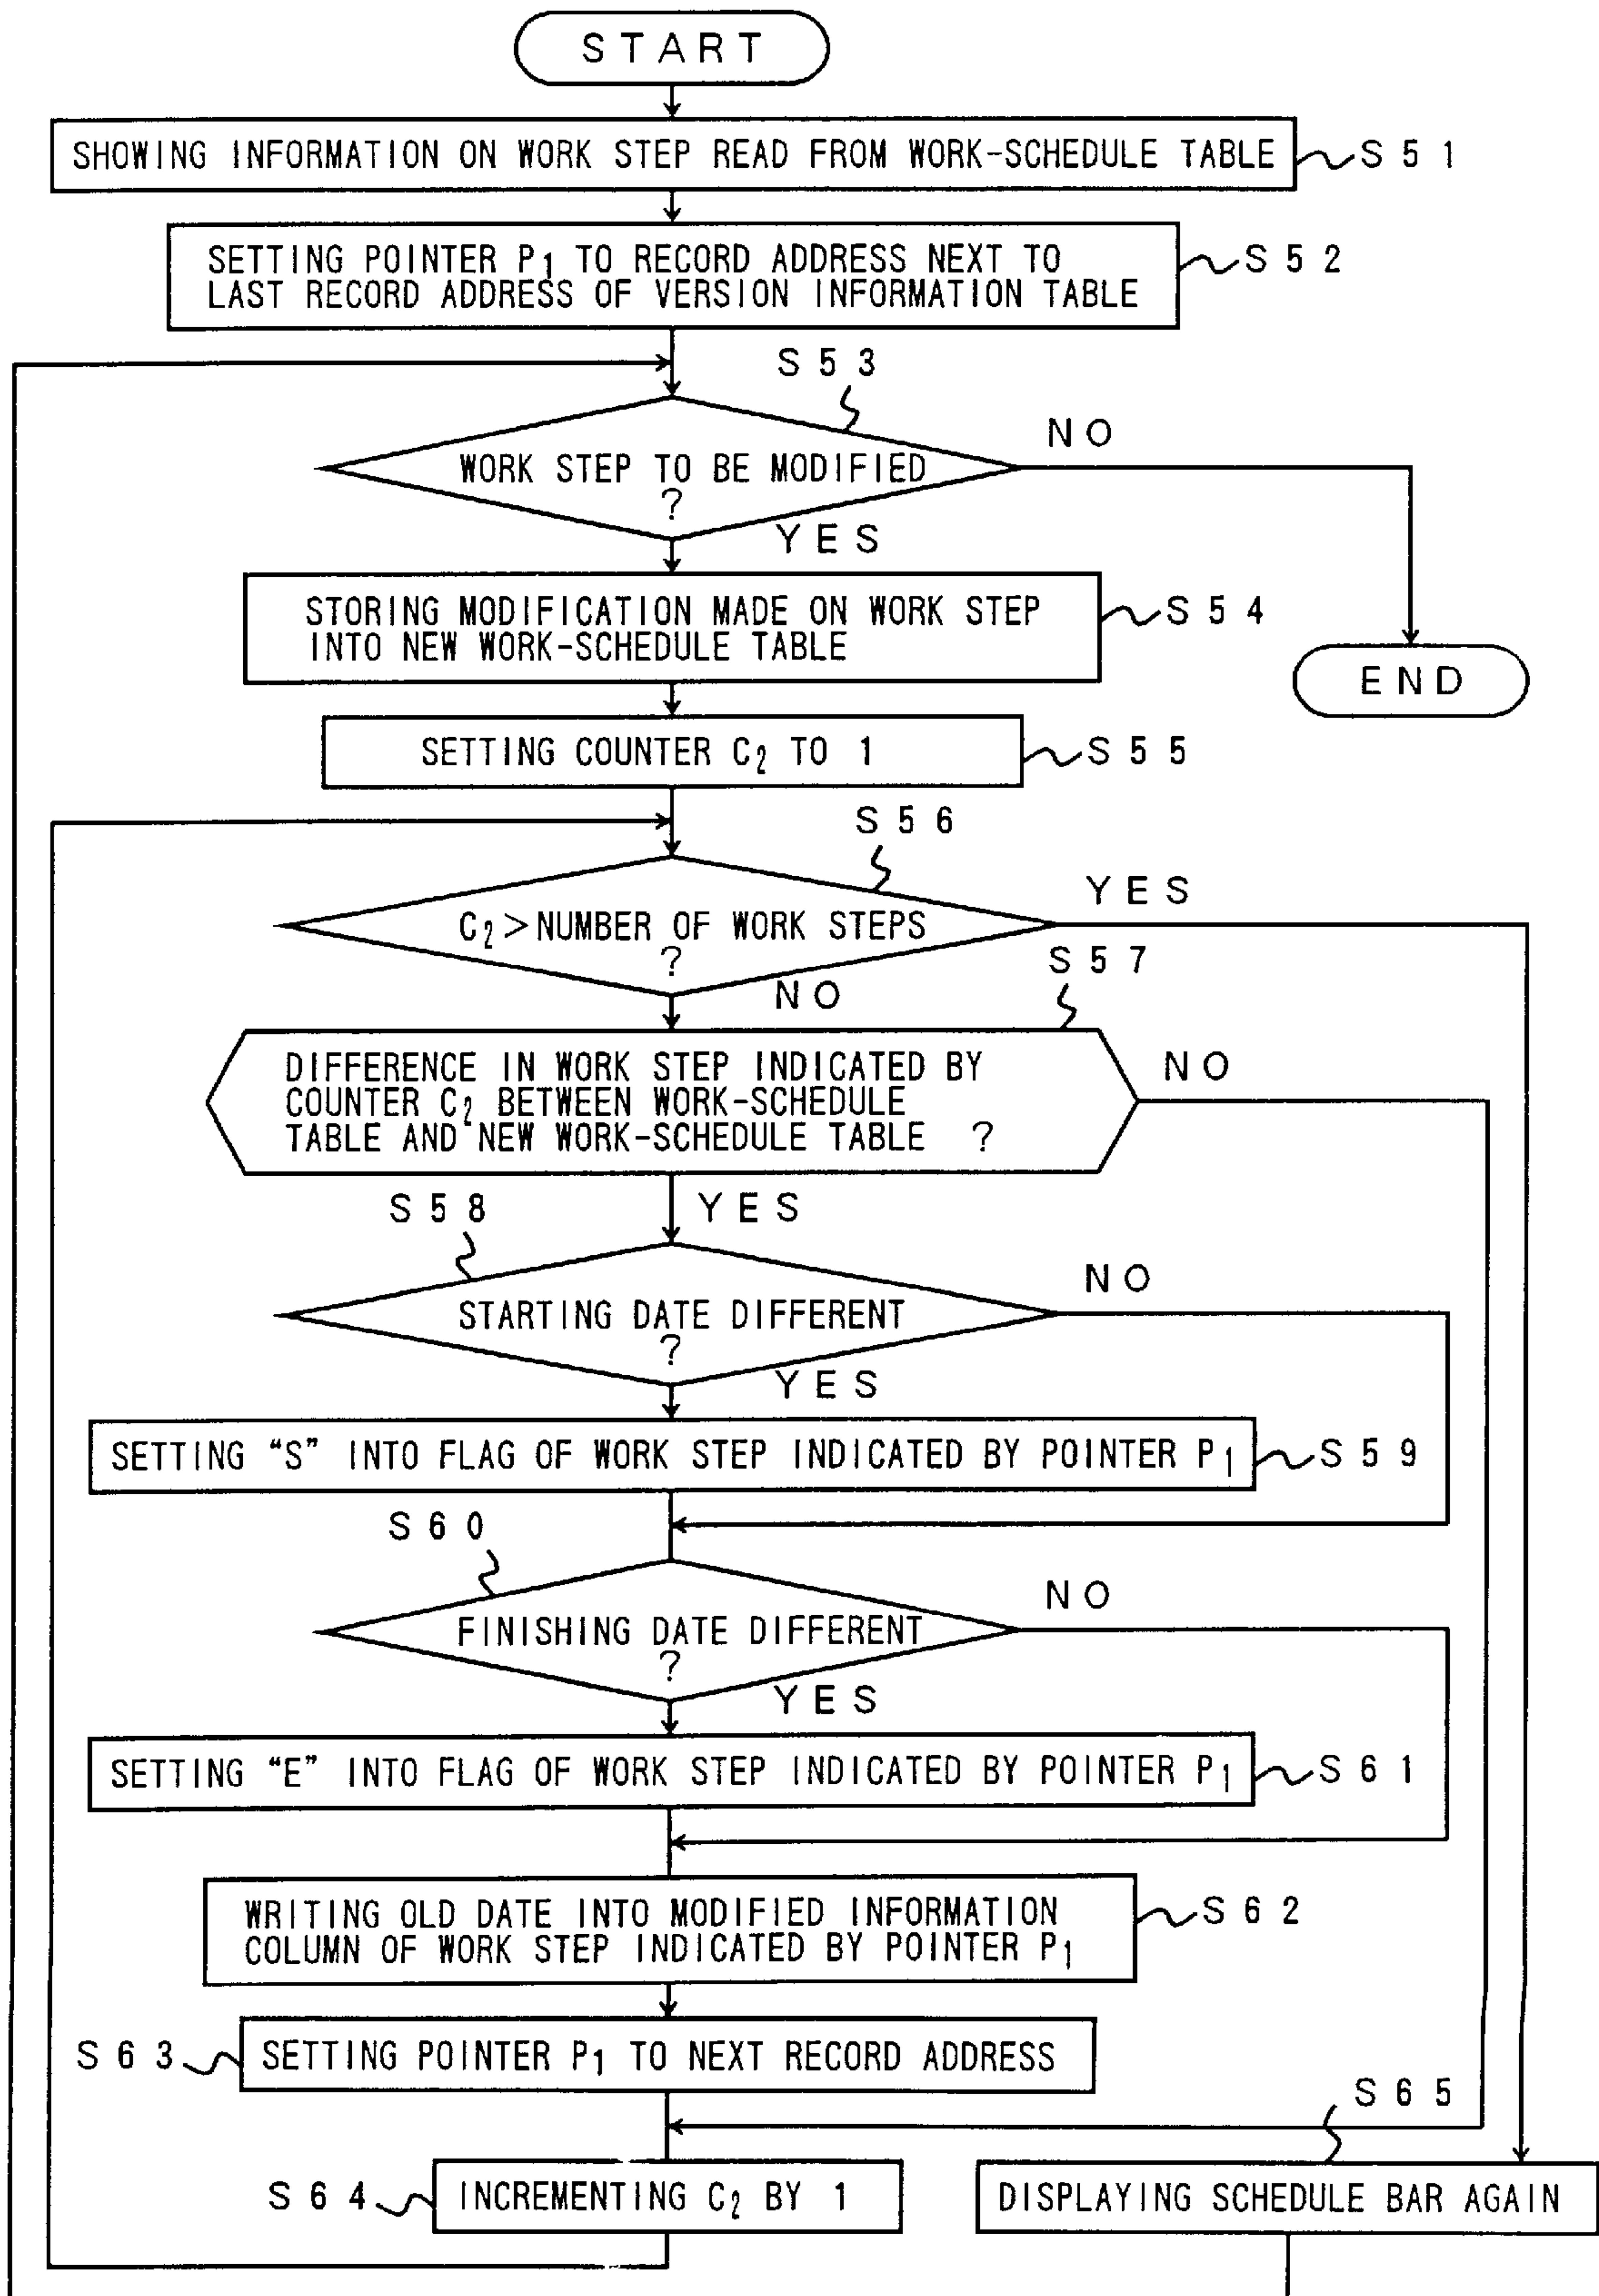 START
SHOWING INFORMATION ON WORK STEP READ FROM WORK-SCHEDULE TABLE
S51
SETTING POINTER P1 TO RECORD ADDRESS NEXT TO
LAST RECORD ADDRESS OF VERSION INFORMATION TABLE
S52
S53
NO
WORK STEP TO BE MODIFIED
?
YES
STORING MODIFICATION MADE ON WORK STEP
INTO NEW WORK-SCHEDULE TABLE
S54
END
SETTING COUNTER C2 TO 1
S55
S56
YES
C2>NUMBER OF WORK STEPS
?
NO
S57
DIFFERENCE IN WORK STEP INDICATED BY
COUNTER C2 BETWEEN WORK-SCHEDULE
TABLE AND NEW WORK-SCHEDULE TABLE ?
NO
YES
S58
NO
STARTING DATE DIFFERENT
?
YES
SETTING “S” INTO FLAG OF WORK STEP INDICATED BY POINTER P1
S59
S60
NO
FINISHING DATE DIFFERENT
?
YES
SETTING “E” INTO FLAG OF WORK STEP INDICATED BY POINTER P1
S61
WRITING OLD DATE INTO MODIFIED INFORMATION
COLUMN OF WORK STEP INDICATED BY POINTER P1
S62
S63
SETTING POINTER P1 TO NEXT RECORD ADDRESS
S65
S64
INCREMENTING C2 BY 1
DISPLAYING SCHEDULE BAR AGAIN